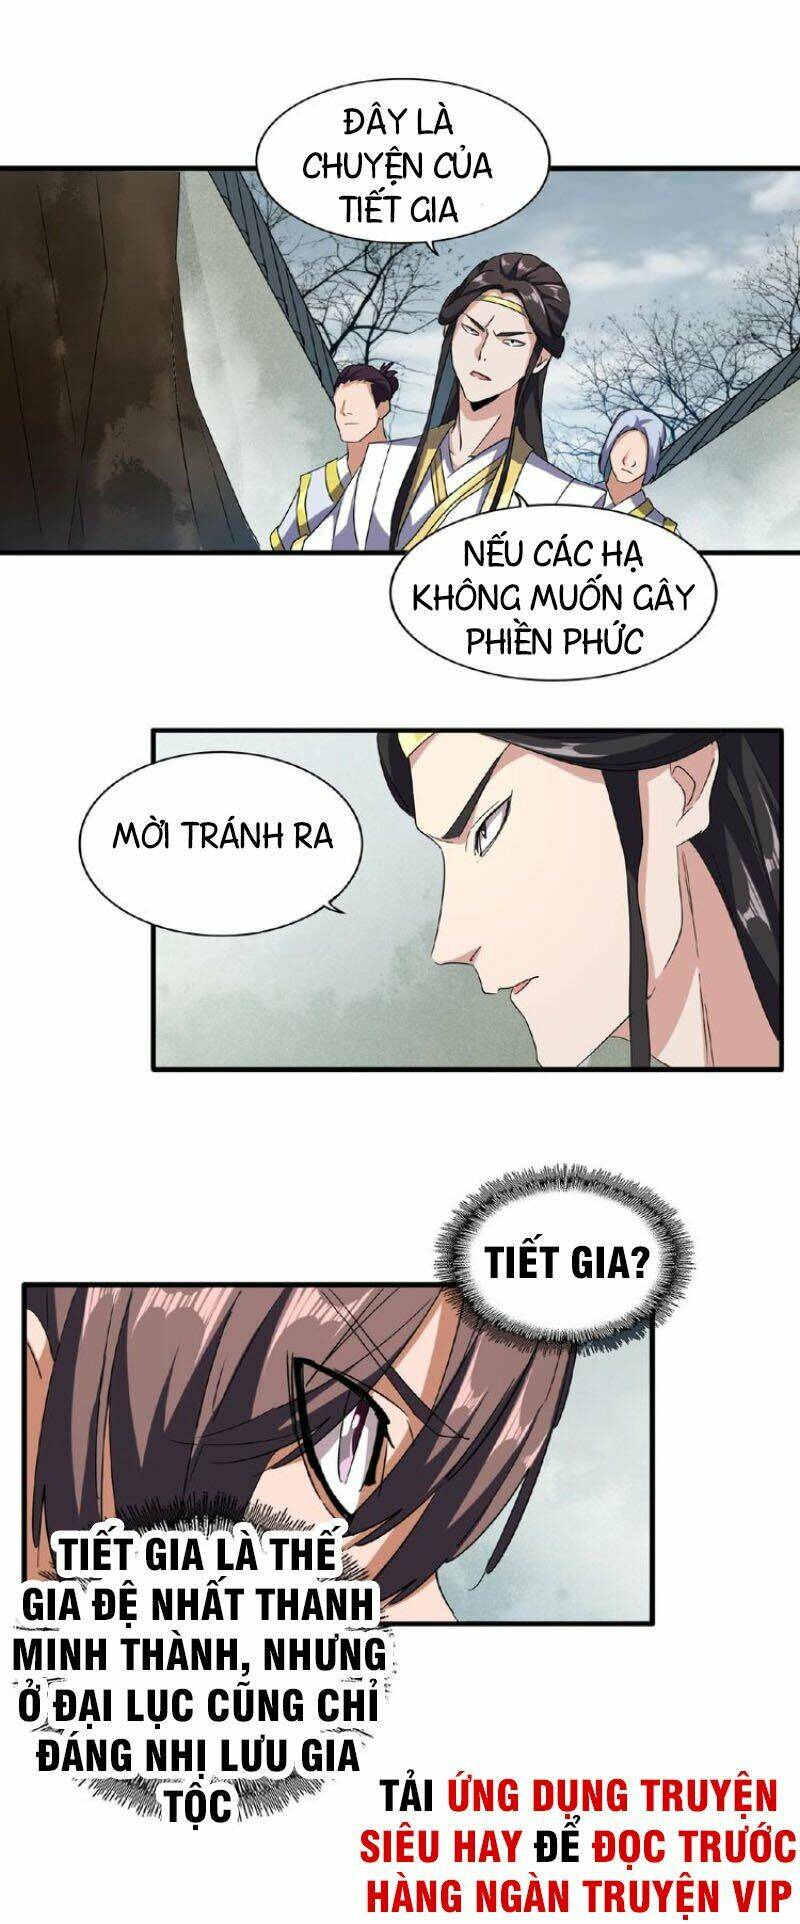 ĐÂY LÀ
CHUYỆN CỦA
TIẾT GIA
NẾU CÁC HẠ
KHÔNG MUỐN GÂY
PHIỀN PHỨC
MỜI TRÁNH RA
TIẾT GIA?
TIẾT GIA LÀ THẾ
GIA ĐỆ NHẤT THANH
MINH THÀNH, NHƯNG
Ở ĐẠI LỤC CŨNG CHỈ
ĐÁNG NHỊ LƯU GIA
TỘC
TẢI ỨNG DỤNG TRUYỆN
SIÊU HAY ĐỂ ĐỌC TRƯỚC
HÀNG NGÀN TRUYỆN VIP